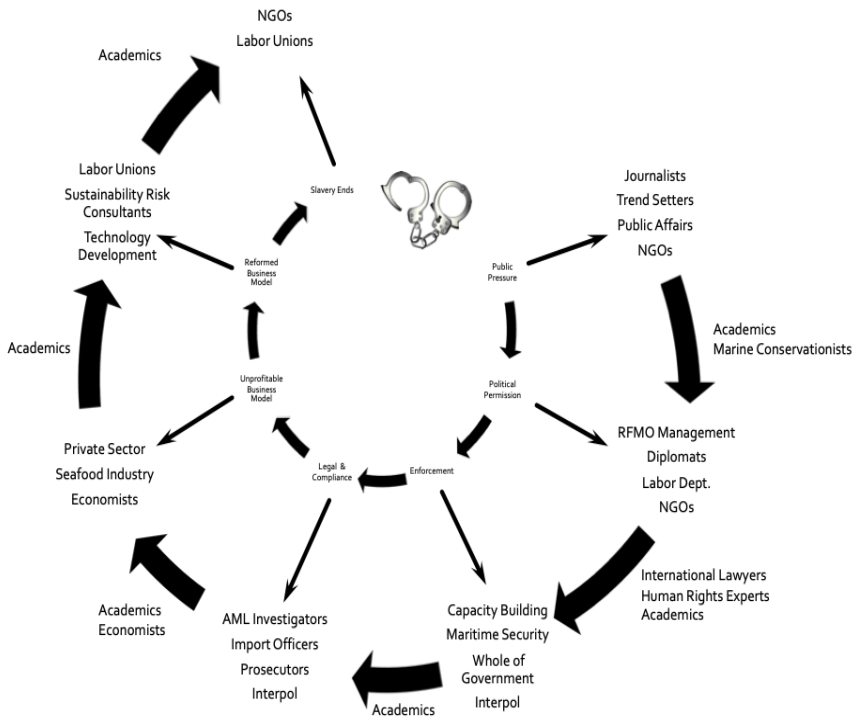 NGOs
Labor Unions
Academics
Labor Unions
Sustainability Risk
Consultants
Technology
Development
Slavery Ends
Journalists
Trend Setters
Public Affairs
NGOs
Reformed
Business
Model
Public
Pressure
Academics
Marine Conservationists
Academics
Unprofitable
Business
Model
Political
Permission
Private Sector
Seafood Industry
Economists
Legal &
Compliance
Enforcement
RFMO Management
Diplomats
Labor Dept.
NGOs
International Lawyers
Human Rights Experts
Academics
Academics
Economists
AML Investigators
Import Officers
Prosecutors
Interpol
Capacity Building
Maritime Security
Whole of
Government
Interpol
Academics